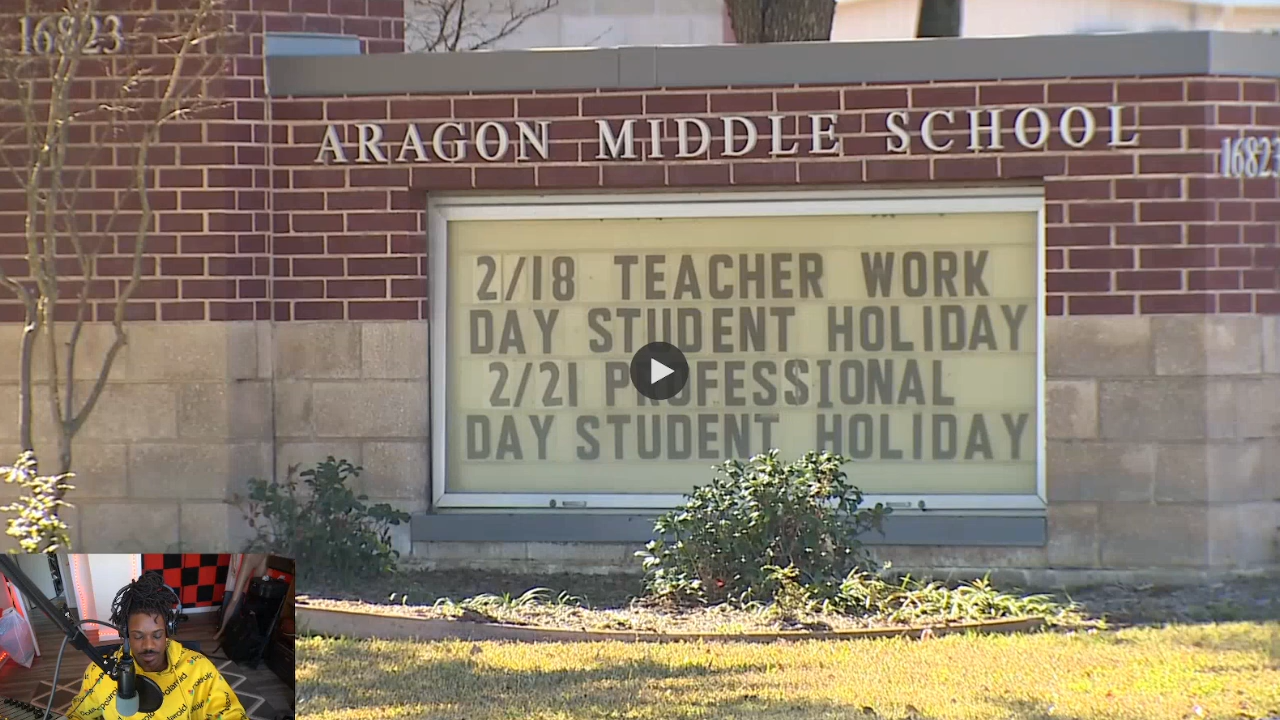 16823
ARAGON MIDDLE SCHOOL
16823
2/18 TEACHER WORK
DAY STUDENT HOLIDAY
2/21 PROFESSIONAL
DAY STUDENT HOLIDAY